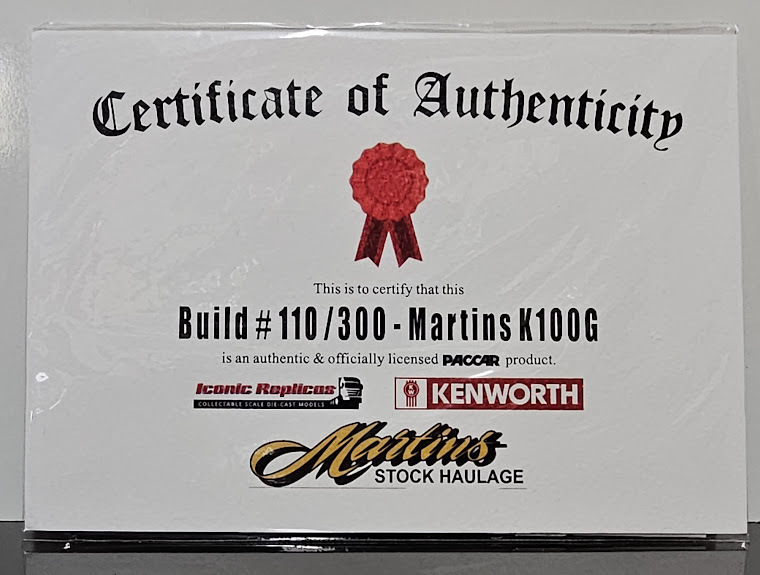 Certificate of Authenticity
This is to certify that this
Build # 110/300 - Martins K100G
is an authentic & officially licensed PACCAR product.
Iconic Replicas
COLLECTABLE SCALE DIE-CAST MODELS
KENWORTH
Martins
STOCK HAULAGE